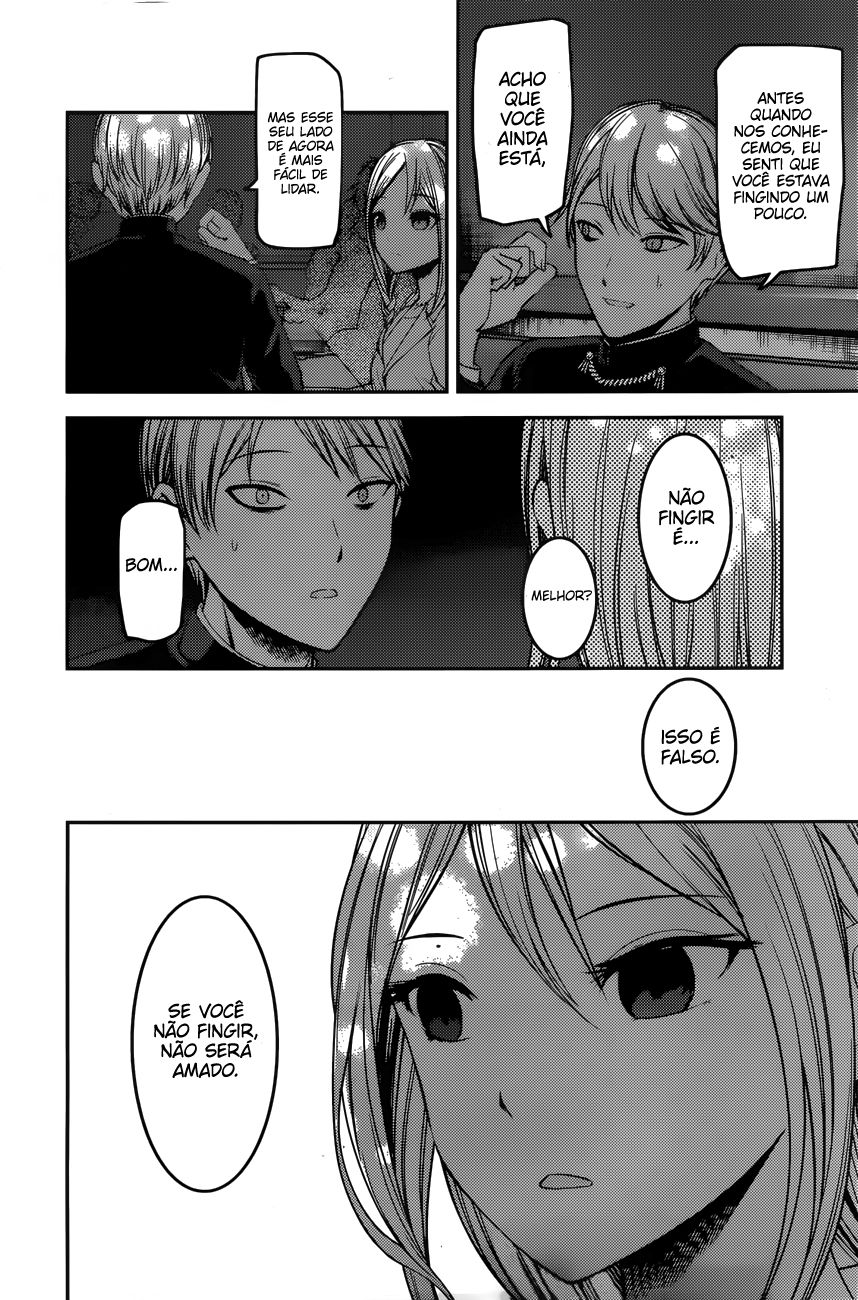 ANTES
QUANDO
NOS CONHE-
CEMOS, EU
SENTI QUE
VOCÊ ESTAVA
FINGINDO UM
POUCO.
ACHO
QUE
VOCÊ
AINDA
ESTÁ,
MAS ESSE
SEU LADO
DE AGORA
É MAIS
FÁCIL DE
LIDAR.
NÃO
FINGIR
É...
MELHOR?
BOM...
ISSO É
FALSO.
SE VOCÊ
NÃO FINGIR,
NÃO SERÁ
AMADO.